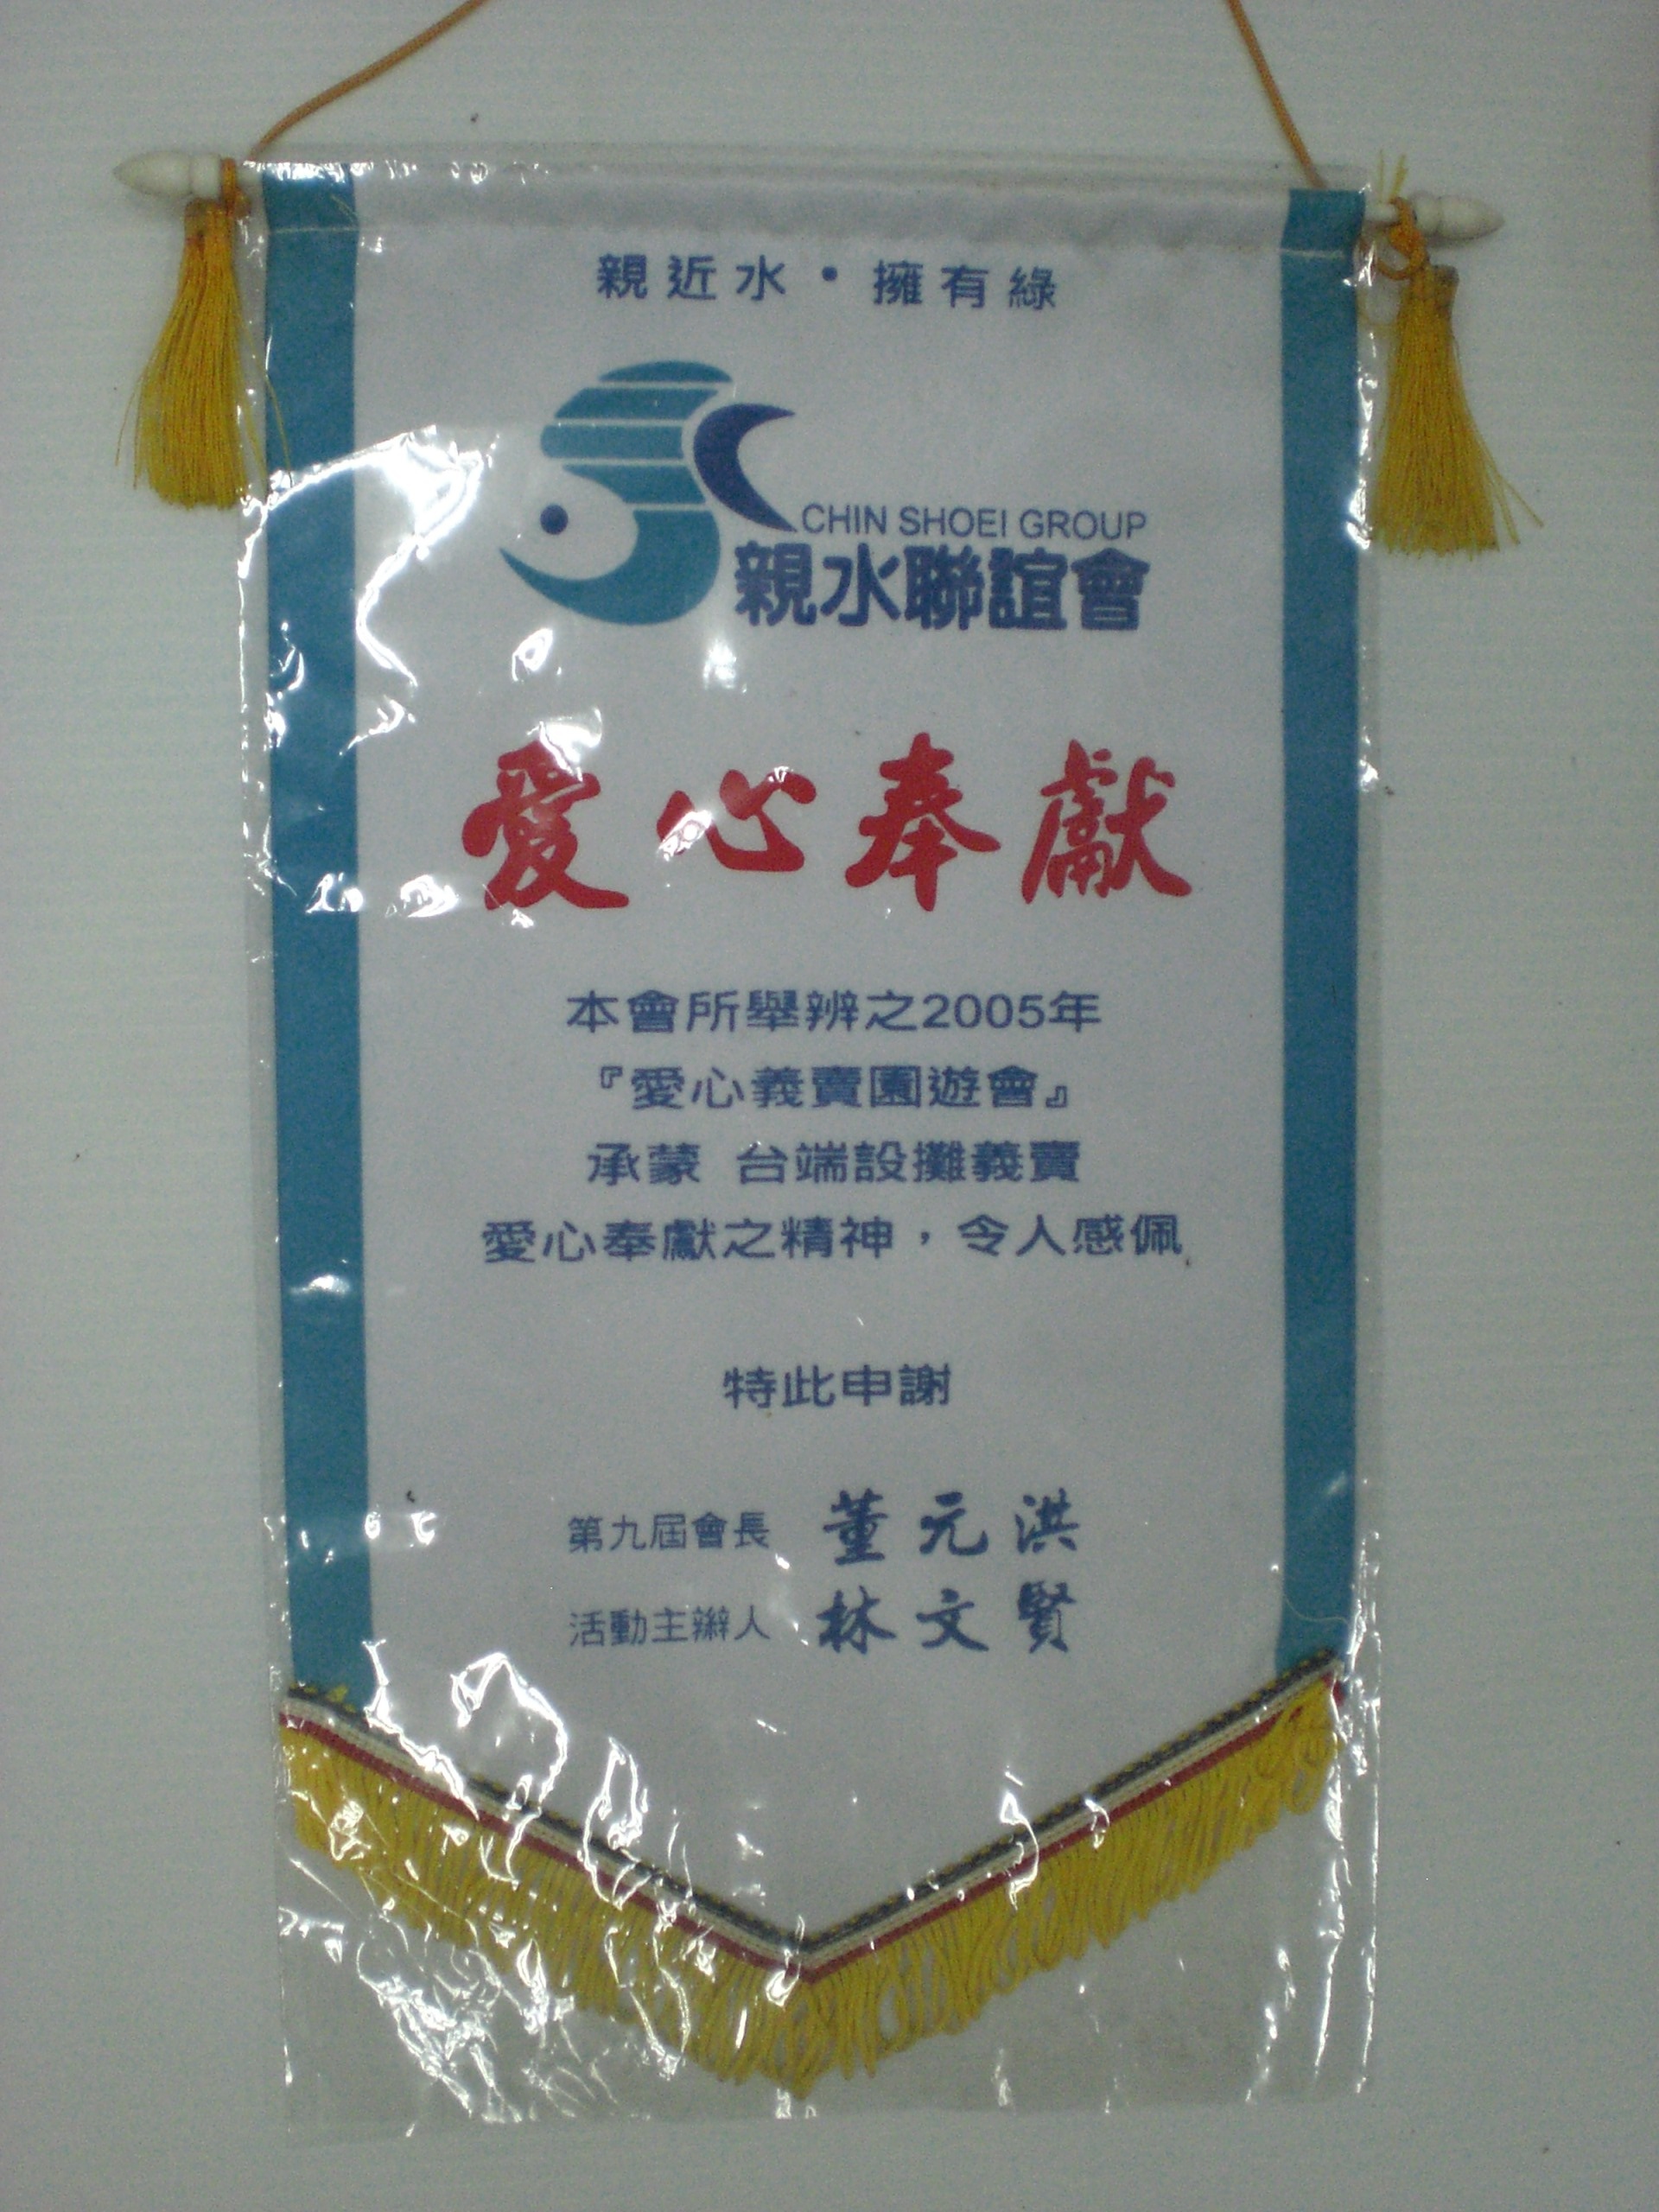 親近水・擁有綠
CHIN SHOEI GROUP
親水聯誼會
愛心奉獻
本會所舉辨之2005年
『愛心義賣園遊會』
承蒙 台端設攤義賣
愛心奉獻之精神，令人感佩
特此申謝
第九屆會長 董元洪
活動主辦人 林文賢